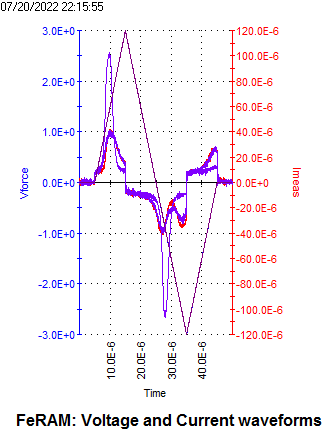 07/20/2022 22:15:55
3.0E+0
2.0E+0
1.0E+0
0.0E+0
-1.0E+0
-2.0E+0
-3.0E+0
Vforce
120.0E-6
100.0E-6
80.0E-6
60.0E-6
40.0E-6
20.0E-6
0.0E+0
-20.0E-6
-40.0E-6
-60.0E-6
-80.0E-6
-100.0E-6
-120.0E-6
Imeas
10.0E-6
20.0E-6
30.0E-6
40.0E-6
Time
FeRAM: Voltage and Current waveforms